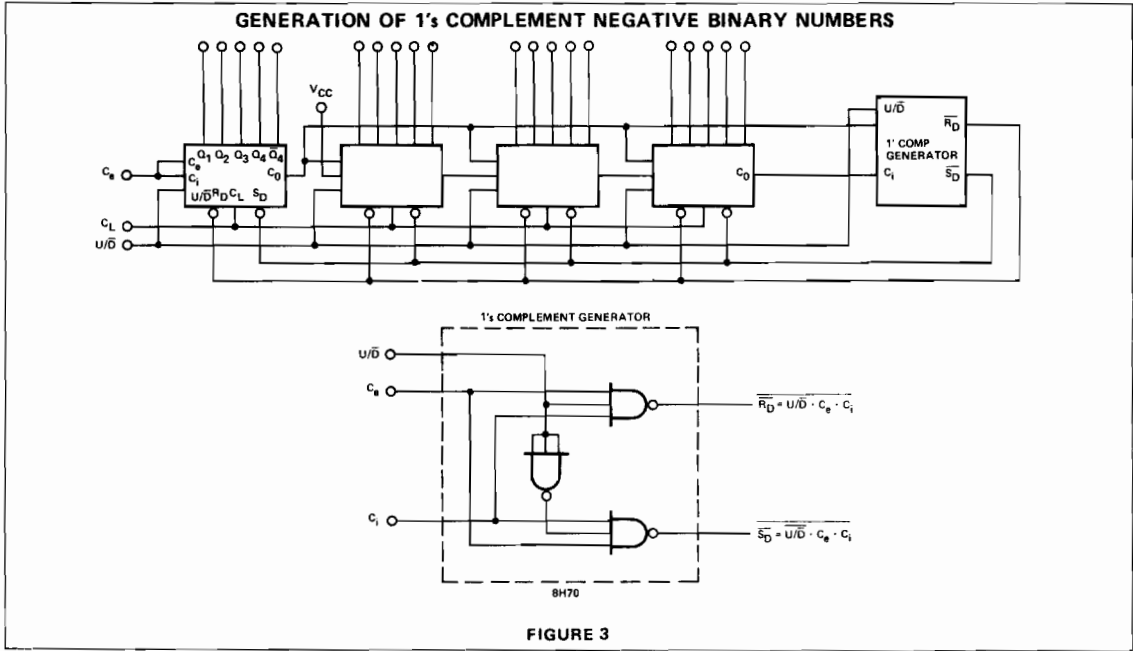 GENERATION OF 1's COMPLEMENT NEGATIVE BINARY NUMBERS
VCC
Q1 Q2 Q3 Q4 Q̅4̅
Ce
Ce
Ci
C0
U/D̅ RD CL SD
CL
U/D̅
C0
U/D̅
R̅D̅
1' COMP
GENERATOR
Ci
S̅D̅
1's COMPLEMENT GENERATOR
U/D̅
Ce
R̅D̅ = U/D̅ · Ce · Ci
Ci
S̅D̅ = U/D̅ · Ce · Ci
8H70
FIGURE 3